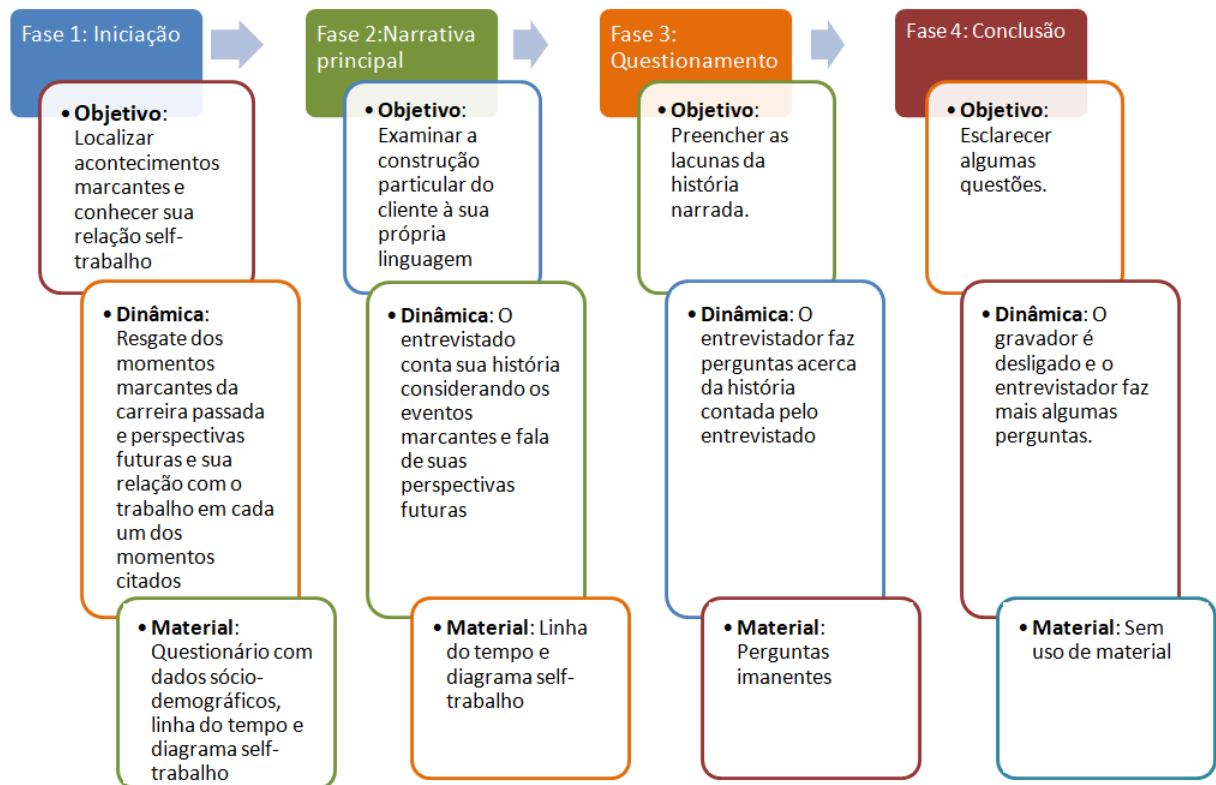 Fase 1: Iniciação
• Objetivo:
Localizar
acontecimentos
marcantes e
conhecer sua
relação self-
trabalho
• Dinâmica:
Resgate dos
momentos
marcantes da
carreira passada
e perspectivas
futuras e sua
relação com o
trabalho em cada
um dos
momentos
citados
• Material:
Questionário com
dados sócio-
demográficos,
linha do tempo e
diagrama self-
trabalho
Fase 2:Narrativa
principal
• Objetivo:
Examinar a
construção
particular do
cliente à sua
própria
linguagem
• Dinâmica: O
entrevistado
conta sua história
considerando os
eventos
marcantes e fala
de suas
perspectivas
futuras
• Material: Linha
do tempo e
diagrama self-
trabalho
Fase 3:
Questionamento
• Objetivo:
Preencher as
lacunas da
história
narrada.
• Dinâmica: O
entrevistador faz
perguntas acerca
da história
contada pelo
entrevistado
• Material:
Perguntas
imanentes
Fase 4: Conclusão
• Objetivo:
Esclarecer
algumas
questões.
• Dinâmica: O
gravador é
desligado e o
entrevistador faz
mais algumas
perguntas.
• Material: Sem
uso de material